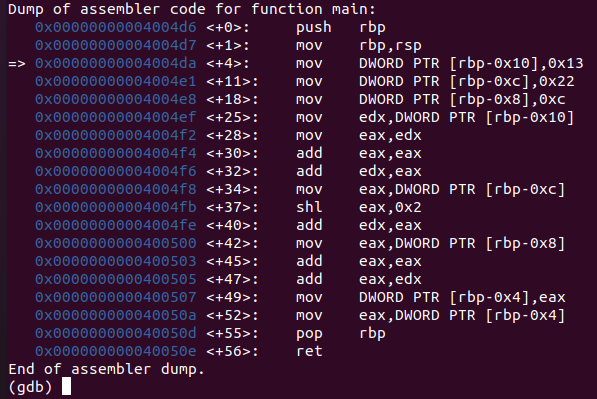 Dump of assembler code for function main:
   0x00000000004004d6 <+0>:     push   rbp
   0x00000000004004d7 <+1>:     mov    rbp,rsp
=> 0x00000000004004da <+4>:     mov    DWORD PTR [rbp-0x10],0x13
   0x00000000004004e1 <+11>:    mov    DWORD PTR [rbp-0xc],0x22
   0x00000000004004e8 <+18>:    mov    DWORD PTR [rbp-0x8],0xc
   0x00000000004004ef <+25>:    mov    edx,DWORD PTR [rbp-0x10]
   0x00000000004004f2 <+28>:    mov    eax,edx
   0x00000000004004f4 <+30>:    add    eax,eax
   0x00000000004004f6 <+32>:    add    edx,eax
   0x00000000004004f8 <+34>:    mov    eax,DWORD PTR [rbp-0xc]
   0x00000000004004fb <+37>:    shl    eax,0x2
   0x00000000004004fe <+40>:    add    edx,eax
   0x0000000000400500 <+42>:    mov    eax,DWORD PTR [rbp-0x8]
   0x0000000000400503 <+45>:    add    eax,eax
   0x0000000000400505 <+47>:    add    eax,edx
   0x0000000000400507 <+49>:    mov    DWORD PTR [rbp-0x4],eax
   0x000000000040050a <+52>:    mov    eax,DWORD PTR [rbp-0x4]
   0x000000000040050d <+55>:    pop    rbp
   0x000000000040050e <+56>:    ret
End of assembler dump.
(gdb)